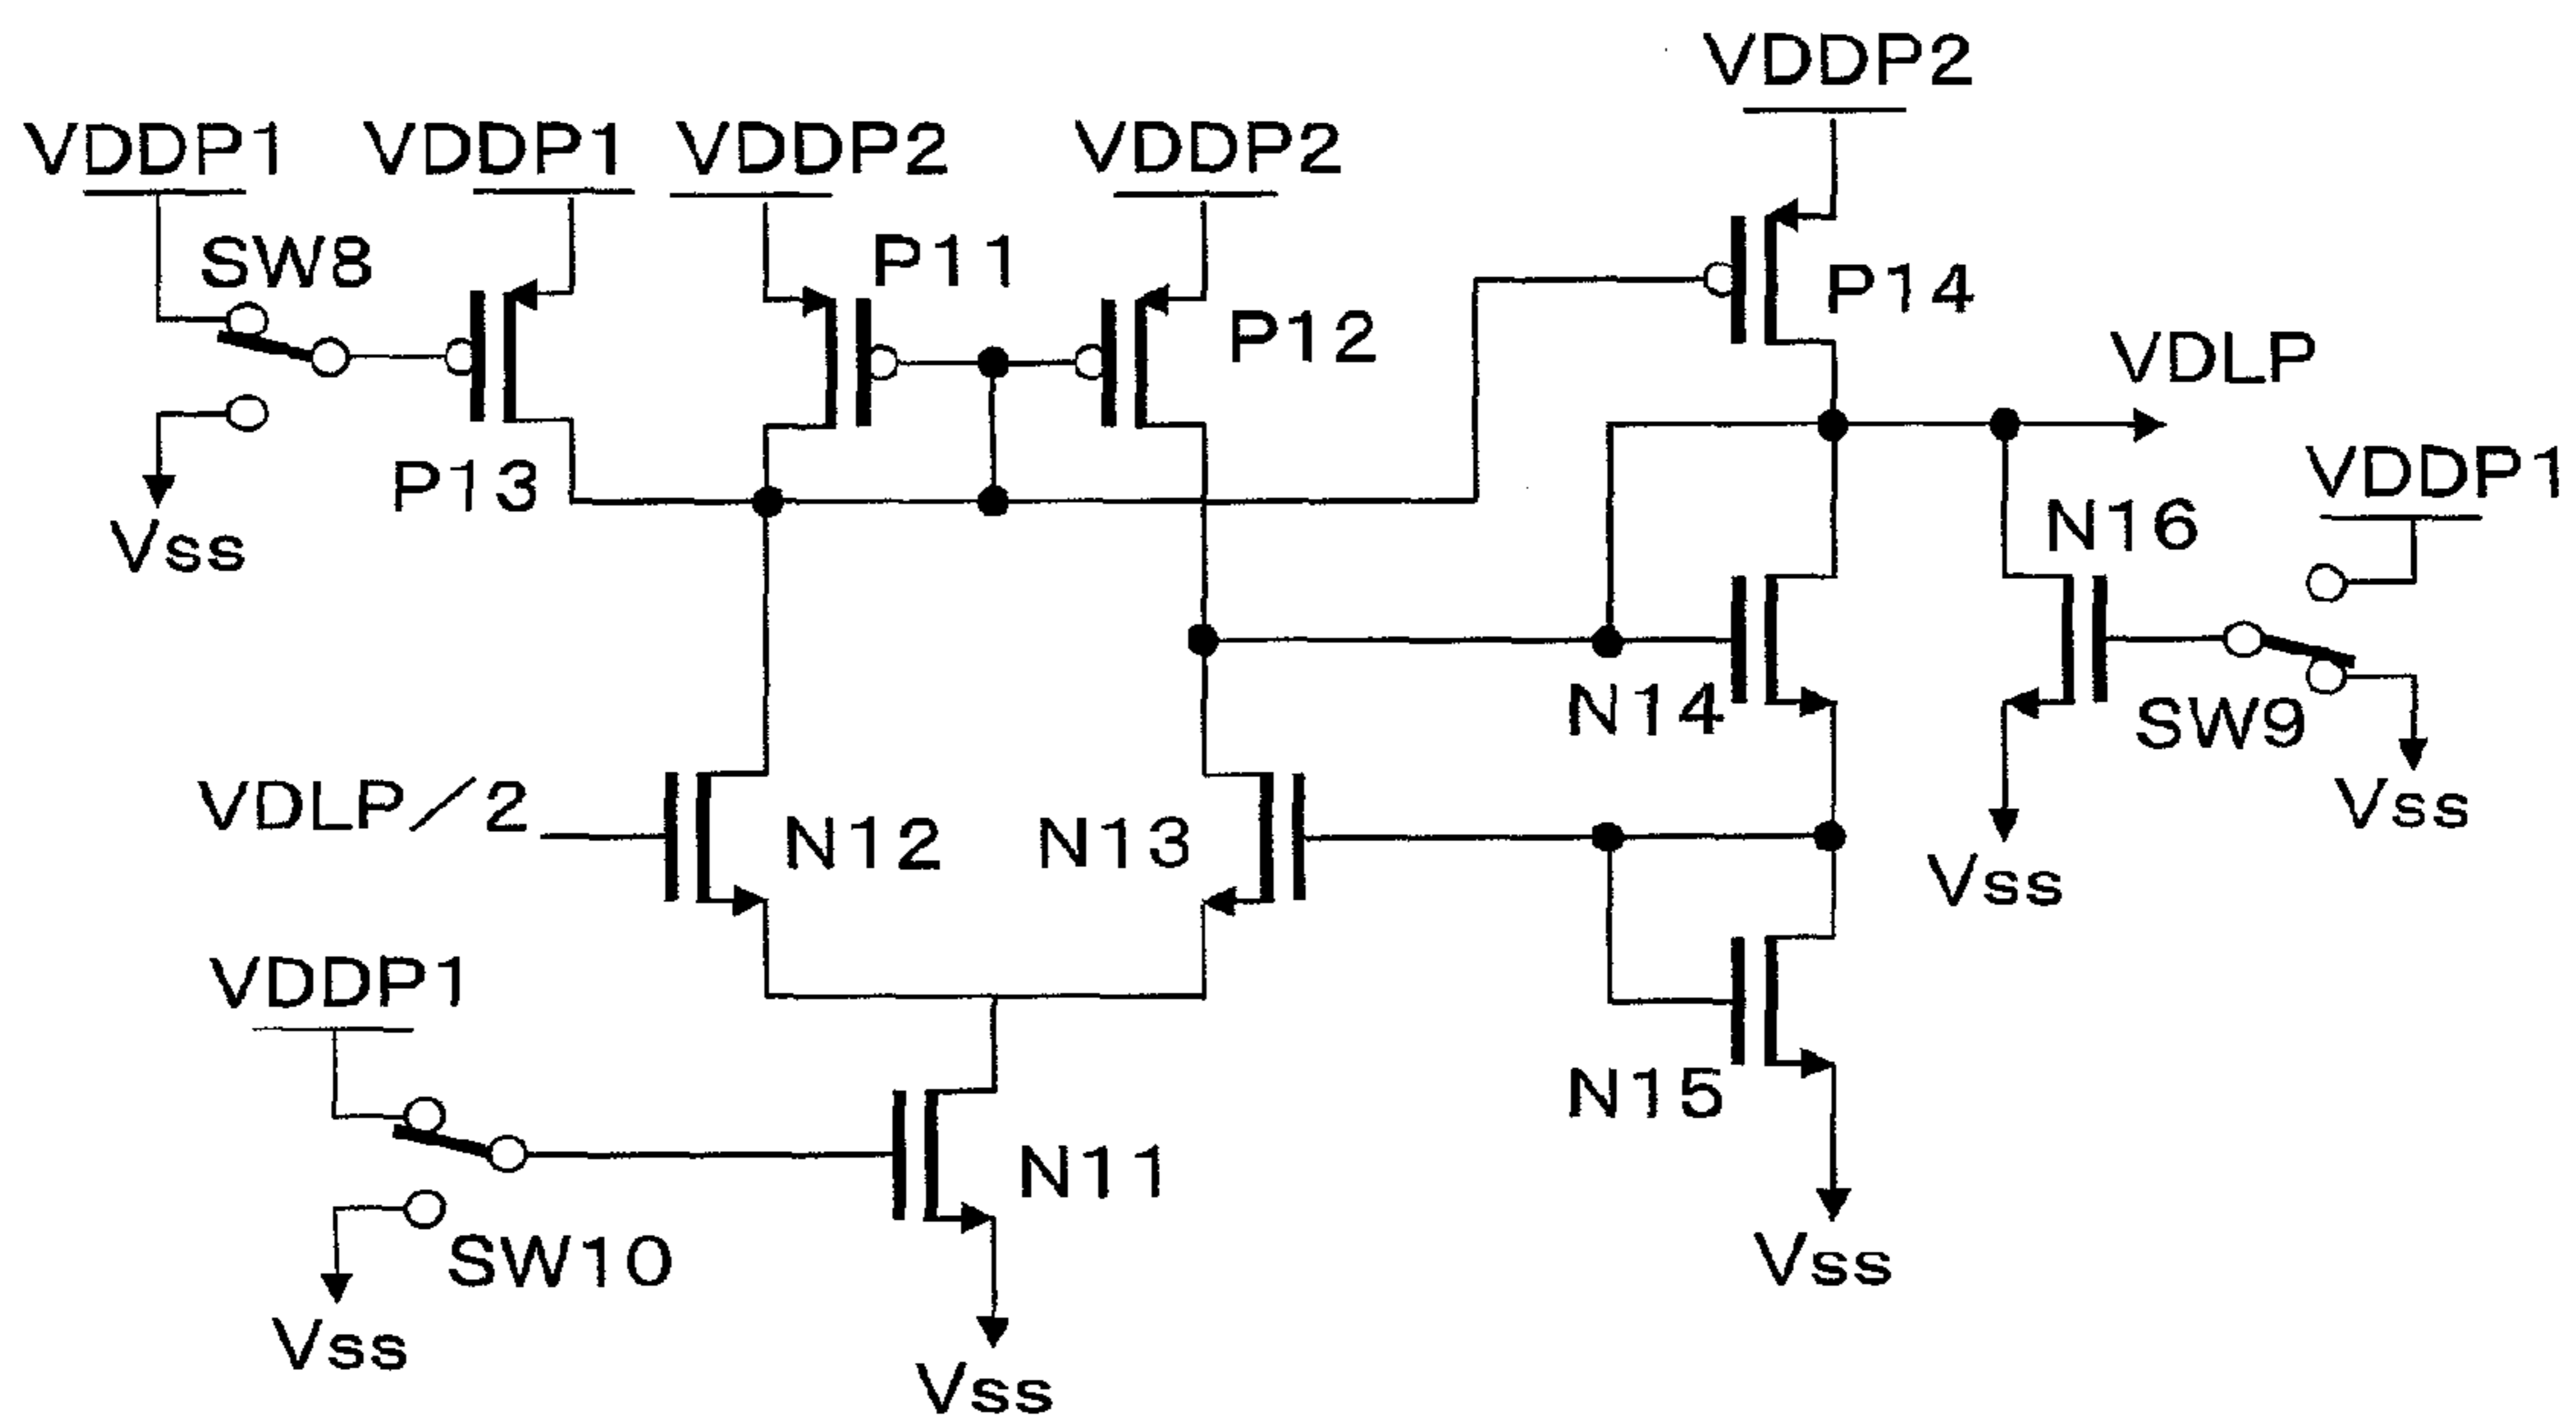 VDDP2
VDDP1 VDDP1 VDDP2 VDDP2
SW8 P11
P14
P12
VDLP
P13 VDDP1
Vss N16
N14 SW9
VDLP/2 N12 N13 Vss
Vss
VDDP1
N15
N11
SW10 Vss
Vss
Vss